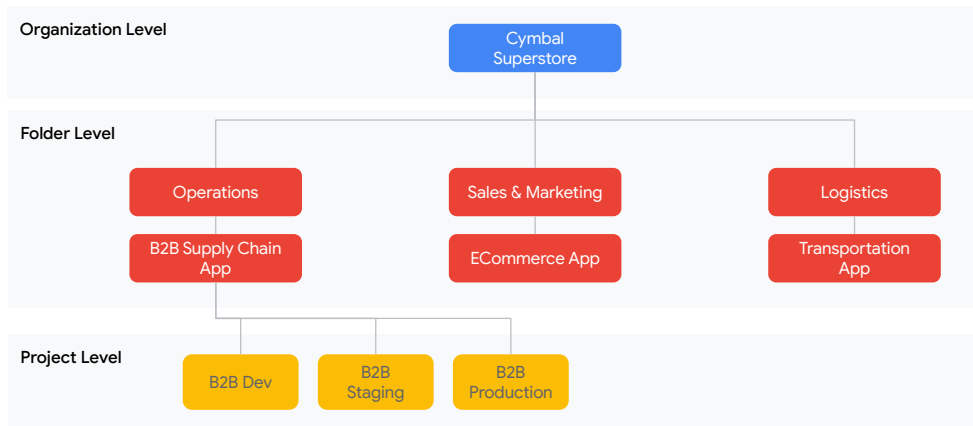 Organization Level
Cymbal
Superstore
Folder Level
Operations
Sales & Marketing
Logistics
B2B Supply Chain
App
ECommerce App
Transportation
App
Project Level
B2B Dev
B2B
Staging
B2B
Production